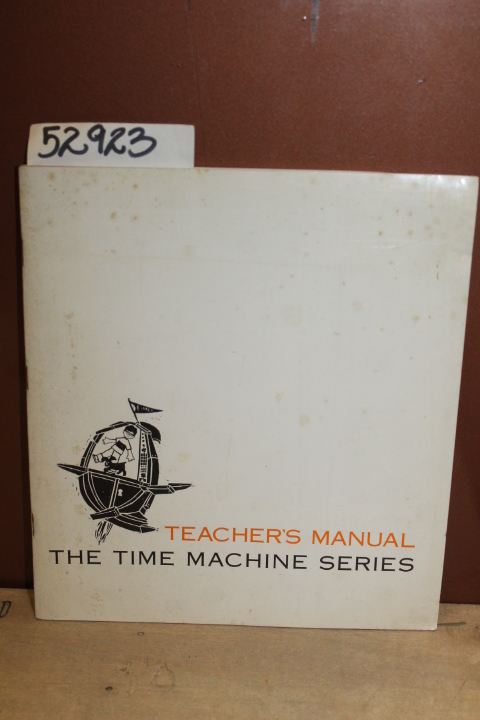 52923
TEACHER'S MANUAL
THE TIME MACHINE SERIES